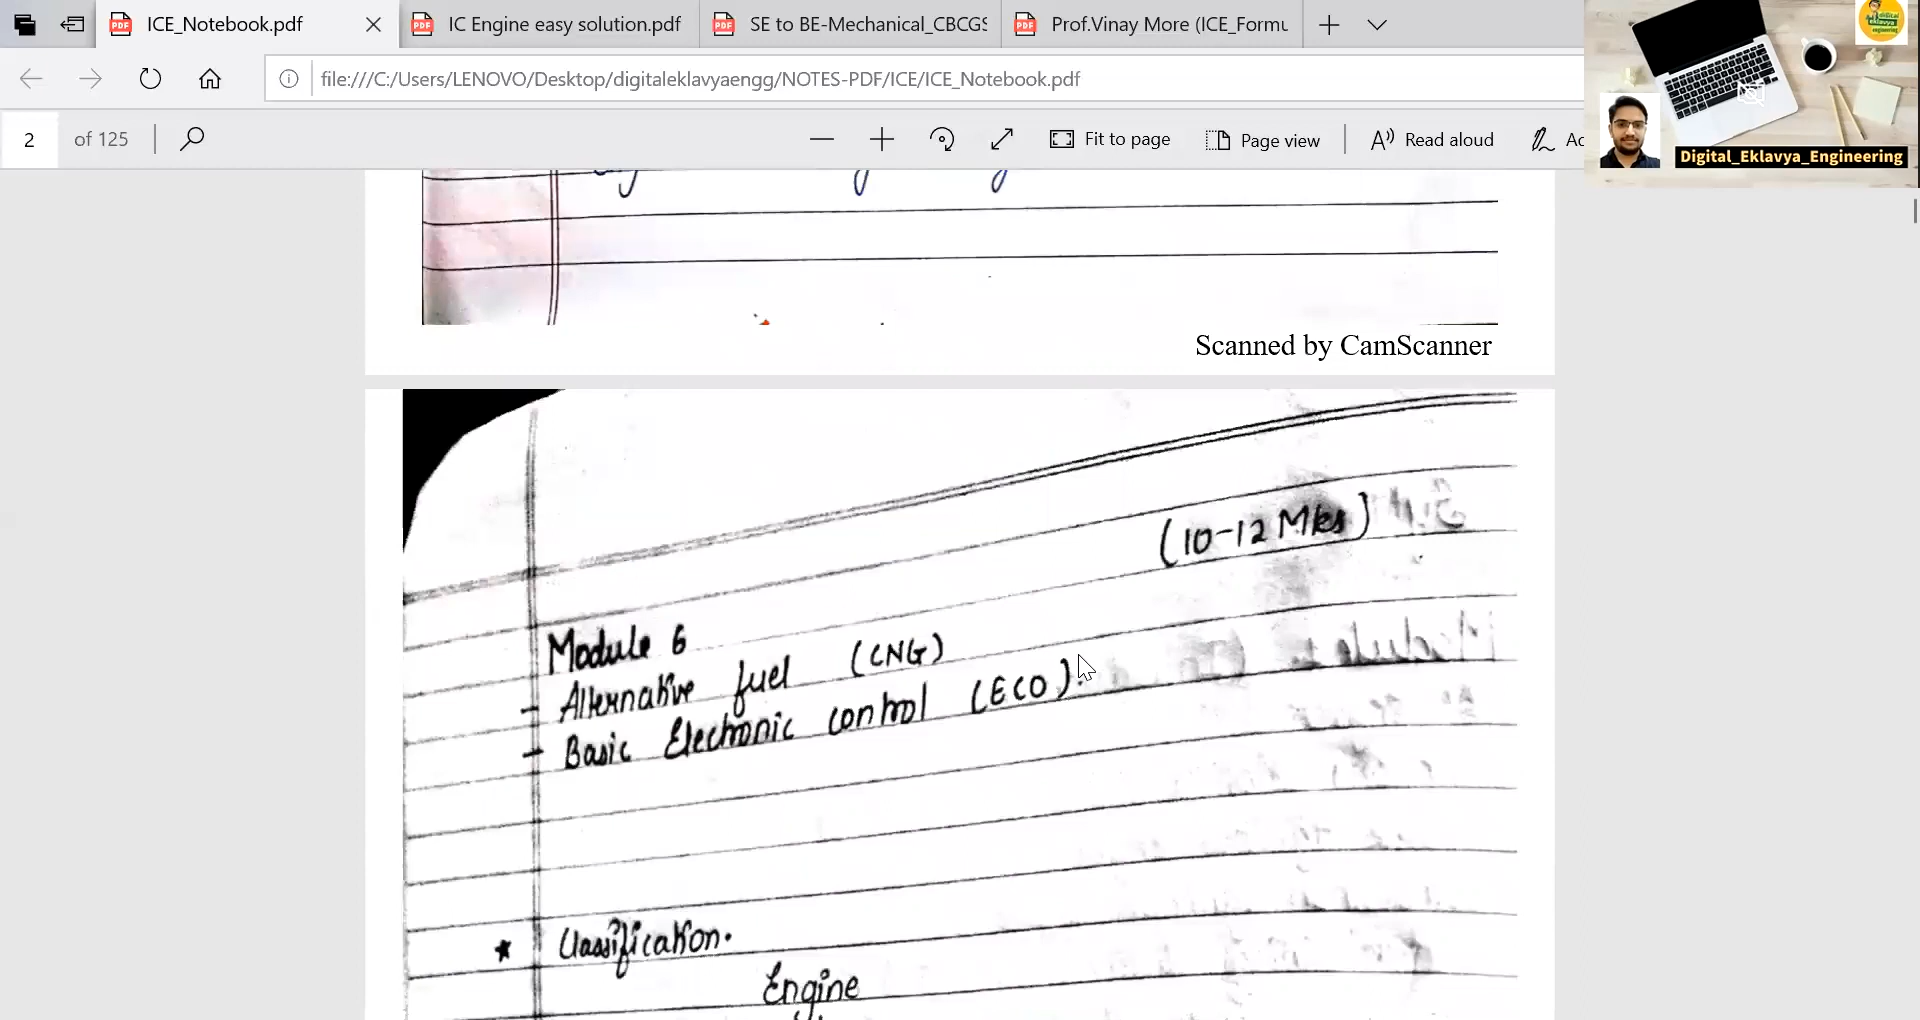 ICE_Notebook.pdf
IC Engine easy solution.pdf
SE to BE-Mechanical_CBCGS
Prof.Vinay More (ICE_Formu
file:///C:/Users/LENOVO/Desktop/digitaleklavyaengg/NOTES-PDF/ICE/ICE_Notebook.pdf
2 of 125
Fit to page
Page view
Read aloud
Digital_Eklavya_Engineering
Scanned by CamScanner
(10-12 Mks)
Module 6
- Alternative fuel (CNG)
- Basic Electronic control (ECO).
★ Classification.
Engine